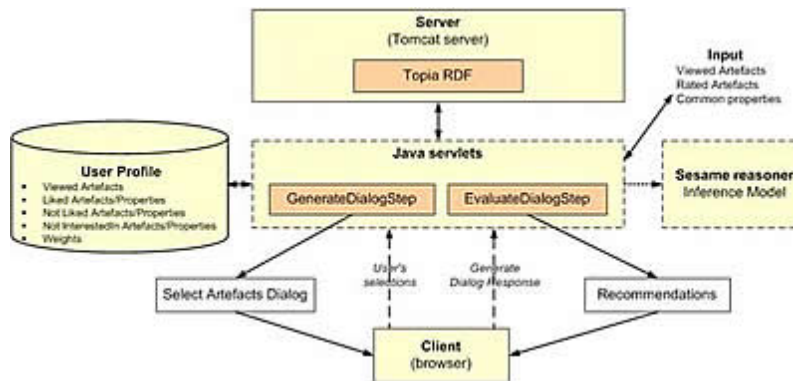 Server
(Tomcat server)
Topia RDF
Input
Viewed Artefacts
Rated Artefacts
Common properties
Java servlets
GenerateDialogStep
EvaluateDialogStep
User Profile
Viewed Artefacts
Liked Artefacts/Properties
Not Liked Artefacts/Properties
Not InterestedIn Artefacts/Properties
Weights
Sesame reasoner
Inference Model
User's
selections
Generate
Dialog Response
Select Artefacts Dialog
Recommendations
Client
(browser)